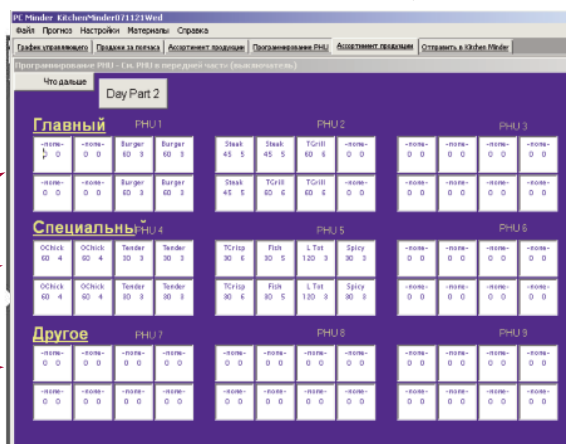 PC Minder KitchenMinder071121Wed
Файл Прогноз Настройки Материалы Справка
График управляющего Продажи за полчаса Ассортимент продукции Программирование PHU Ассортимент продукции Отправить в Kitchen Minder
Программирование PHU - См. PHU в передней части (выключатель)
Что дальше
Day Part 2
Главный PHU 1 PHU 2 PHU 3
-none- -none- Burger Burger Steak Steak TGrill -none- -none- -none- -none- -none-
5 0 0 0 60 3 60 3 45 5 45 5 60 6 0 0 0 0 0 0 0 0 0 0
-none- -none- Burger Burger Steak TGrill TGrill -none- -none- -none- -none- -none-
0 0 0 0 60 3 60 3 45 5 60 6 60 6 0 0 0 0 0 0 0 0 0 0
Специальный PHU 4 PHU 5 PHU 6
OChick OChick Tender Tender TCrisp Fish L Tot Spicy -none- -none- -none- -none-
60 4 60 4 30 3 30 3 30 6 30 5 120 3 30 3 0 0 0 0 0 0 0 0
OChick OChick Tender Tender TCrisp Fish L Tot Spicy -none- -none- -none- -none-
60 4 60 4 30 3 30 3 30 6 30 5 120 3 30 3 0 0 0 0 0 0 0 0
Другое PHU 7 PHU 8 PHU 9
-none- -none- -none- -none- -none- -none- -none- -none- -none- -none- -none- -none-
0 0 0 0 0 0 0 0 0 0 0 0 0 0 0 0 0 0 0 0 0 0 0 0
-none- -none- -none- -none- -none- -none- -none- -none- -none- -none- -none- -none-
0 0 0 0 0 0 0 0 0 0 0 0 0 0 0 0 0 0 0 0 0 0 0 0